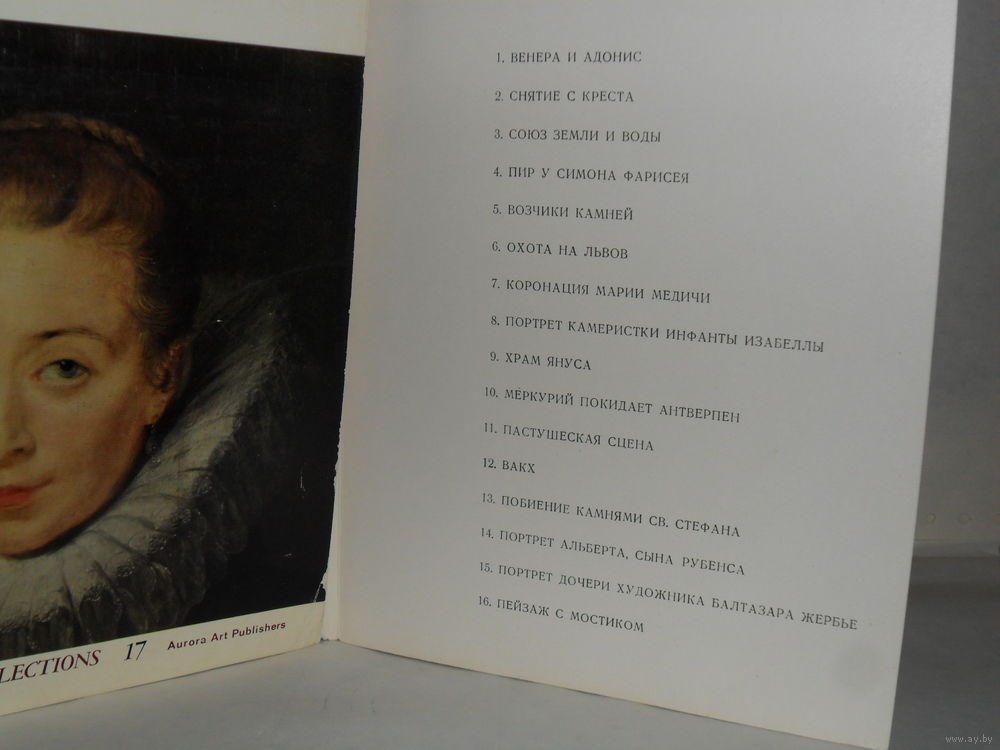 1. ВЕНЕРА И АДОНИС
2. СНЯТИЕ С КРЕСТА
3. СОЮЗ ЗЕМЛИ И ВОДЫ
4. ПИР У СИМОНА ФАРИСЕЯ
5. ВОЗЧИКИ КАМНЕЙ
6. ОХОТА НА ЛЬВОВ
7. КОРОНАЦИЯ МАРИИ МЕДИЧИ
8. ПОРТРЕТ КАМЕРИСТКИ ИНФАНТЫ ИЗАБЕЛЛЫ
9. ХРАМ ЯНУСА
10. МЕРКУРИЙ ПОКИДАЕТ АНТВЕРПЕН
11. ПАСТУШЕСКАЯ СЦЕНА
12. ВАКХ
13. ПОБИЕНИЕ КАМНЯМИ СВ. СТЕФАНА
14. ПОРТРЕТ АЛЬБЕРТА, СЫНА РУБЕНСА
15. ПОРТРЕТ ДОЧЕРИ ХУДОЖНИКА БАЛТАЗАРА ЖЕРБЬЕ
16. ПЕЙЗАЖ С МОСТИКОМ
LECTIONS 17 Aurora Art Publishers
www.ay.by